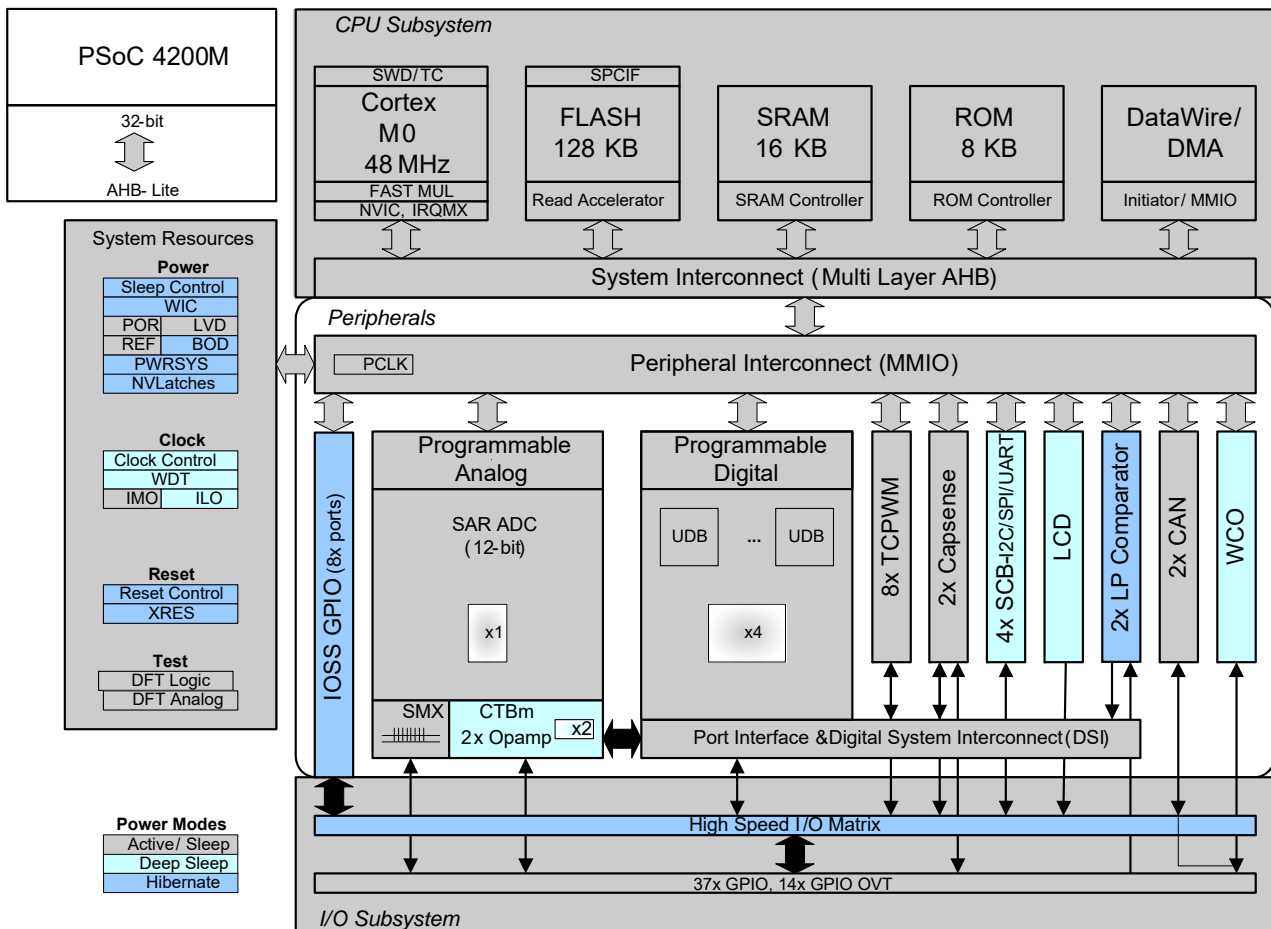 PSoC 4200M
32-bit
AHB- Lite
CPU Subsystem
SWD/TC
Cortex
M0
48 MHz
FAST MUL
NVIC, IRQMX
SPCIF
FLASH
128 KB
Read Accelerator
SRAM
16 KB
SRAM Controller
ROM
8 KB
ROM Controller
DataWire/
DMA
Initiator/ MMIO
System Interconnect (Multi Layer AHB)
System Resources
Power
Sleep Control
WIC
POR LVD
REF BOD
PWRSYS
NVLatches
Clock
Clock Control
WDT
IMO ILO
Reset
Reset Control
XRES
Test
DFT Logic
DFT Analog
Peripherals
PCLK
Peripheral Interconnect (MMIO)
IOSS GPIO (8x ports)
Programmable
Analog
SAR ADC
(12-bit)
x1
SMX
CTBm
2x Opamp
x2
Programmable
Digital
UDB ... UDB
x4
8x TCPWM
2x Capsense
4x SCB-I2C/SPI/UART
LCD
2x LP Comparator
2x CAN
WCO
Port Interface &Digital System Interconnect (DSI)
Power Modes
Active/ Sleep
Deep Sleep
Hibernate
High Speed I/O Matrix
37x GPIO, 14x GPIO OVT
I/O Subsystem